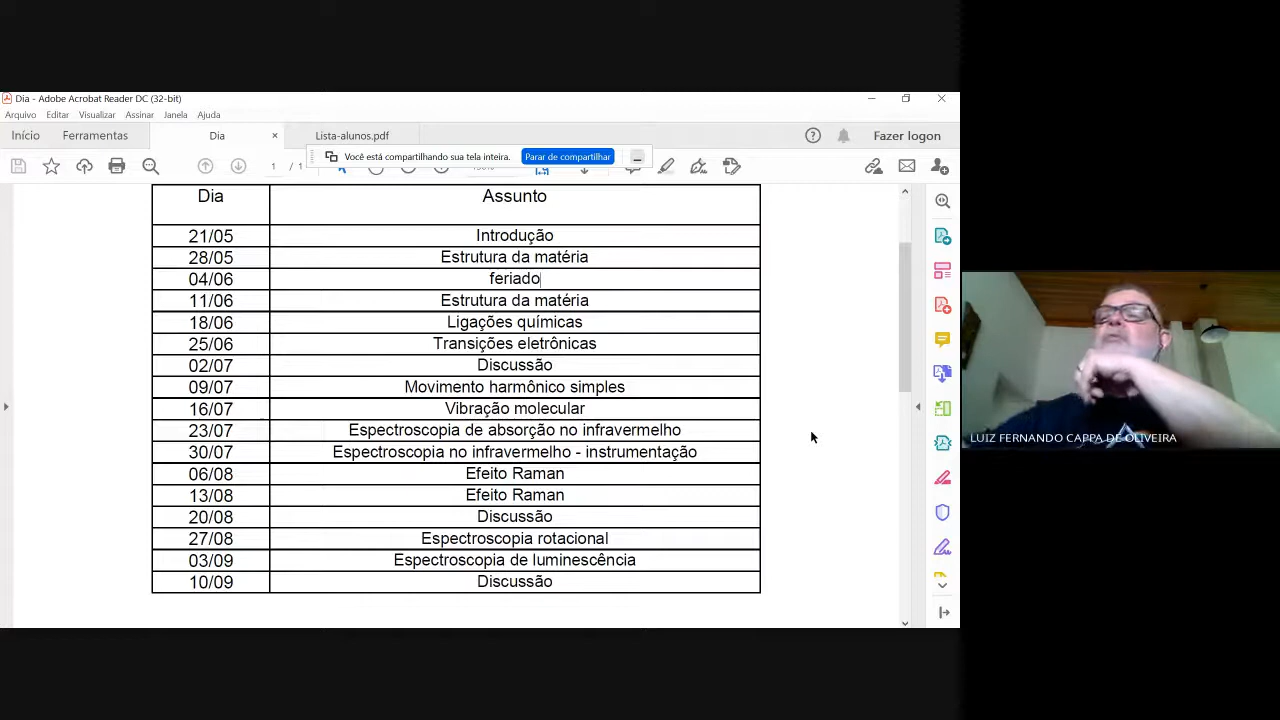 Dia - Adobe Acrobat Reader DC (32-bit)
Arquivo Editar Visualizar Assinar Janela Ajuda
Início Ferramentas Dia × Lista-alunos.pdf Fazer logon
Você está compartilhando sua tela inteira. Parar de compartilhar
1 / 1
Dia Assunto
21/05 Introdução
28/05 Estrutura da matéria
04/06 feriado
11/06 Estrutura da matéria
18/06 Ligações químicas
25/06 Transições eletrônicas
02/07 Discussão
09/07 Movimento harmônico simples
16/07 Vibração molecular
23/07 Espectroscopia de absorção no infravermelho
30/07 Espectroscopia no infravermelho - instrumentação
06/08 Efeito Raman
13/08 Efeito Raman
20/08 Discussão
27/08 Espectroscopia rotacional
03/09 Espectroscopia de luminescência
10/09 Discussão
LUIZ FERNANDO CAPPA DE OLIVEIRA